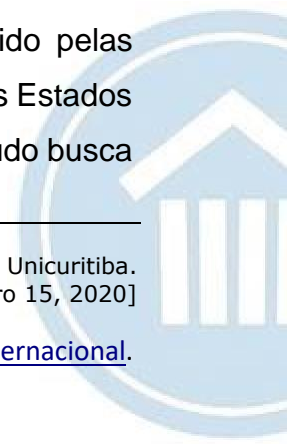 ido pelas
s Estados
udo busca
Unicuritiba.
ro 15, 2020]
ernacional.